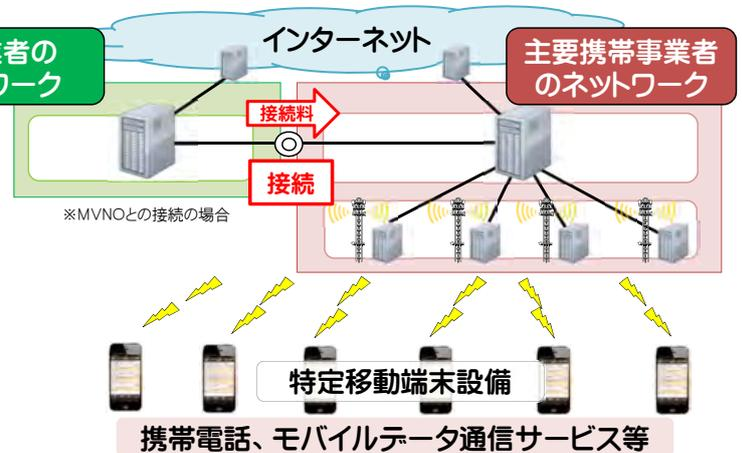 インターネット
業者の
ワーク
主要携帯事業者
のネットワーク
接続料
接続
※MVNOとの接続の場合
特定移動端末設備
携帯電話、モバイルデータ通信サービス等